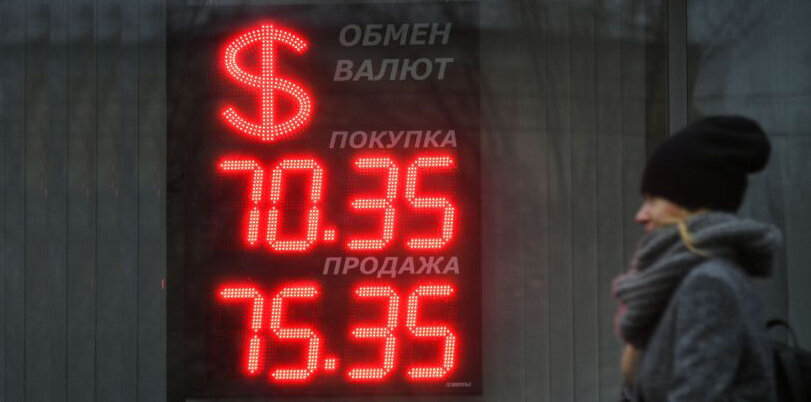 $
ОБМЕН
ВАЛЮТ
ПОКУПКА
70.35
ПРОДАЖА
75.35